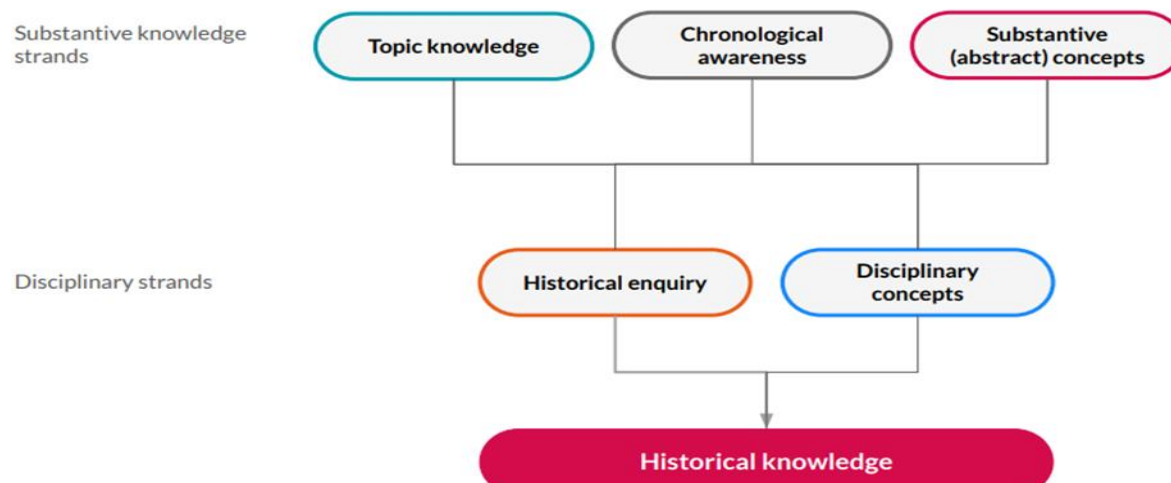 Substantive knowledge
strands
Topic knowledge
Chronological
awareness
Substantive
(abstract) concepts
Disciplinary strands
Historical enquiry
Disciplinary
concepts
Historical knowledge